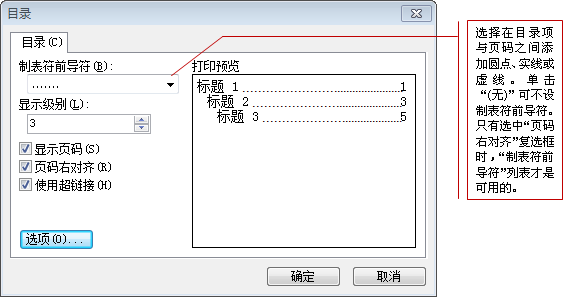 目录
目录(C)
制表符前导符(B):
.......
显示级别(L):
3
显示页码(S)
页码右对齐(R)
使用超链接(H)
选项(O)...
打印预览
标题 1........................................1
标题 2........................................3
标题 3........................................5
确定
取消
选择在目录项
与页码之间添
加圆点、实线或
虚线。单击
“(无)”可不设
制表符前导符。
只有选中“页码
右对齐”复选框
时，“制表符前
导符”列表才是
可用的。